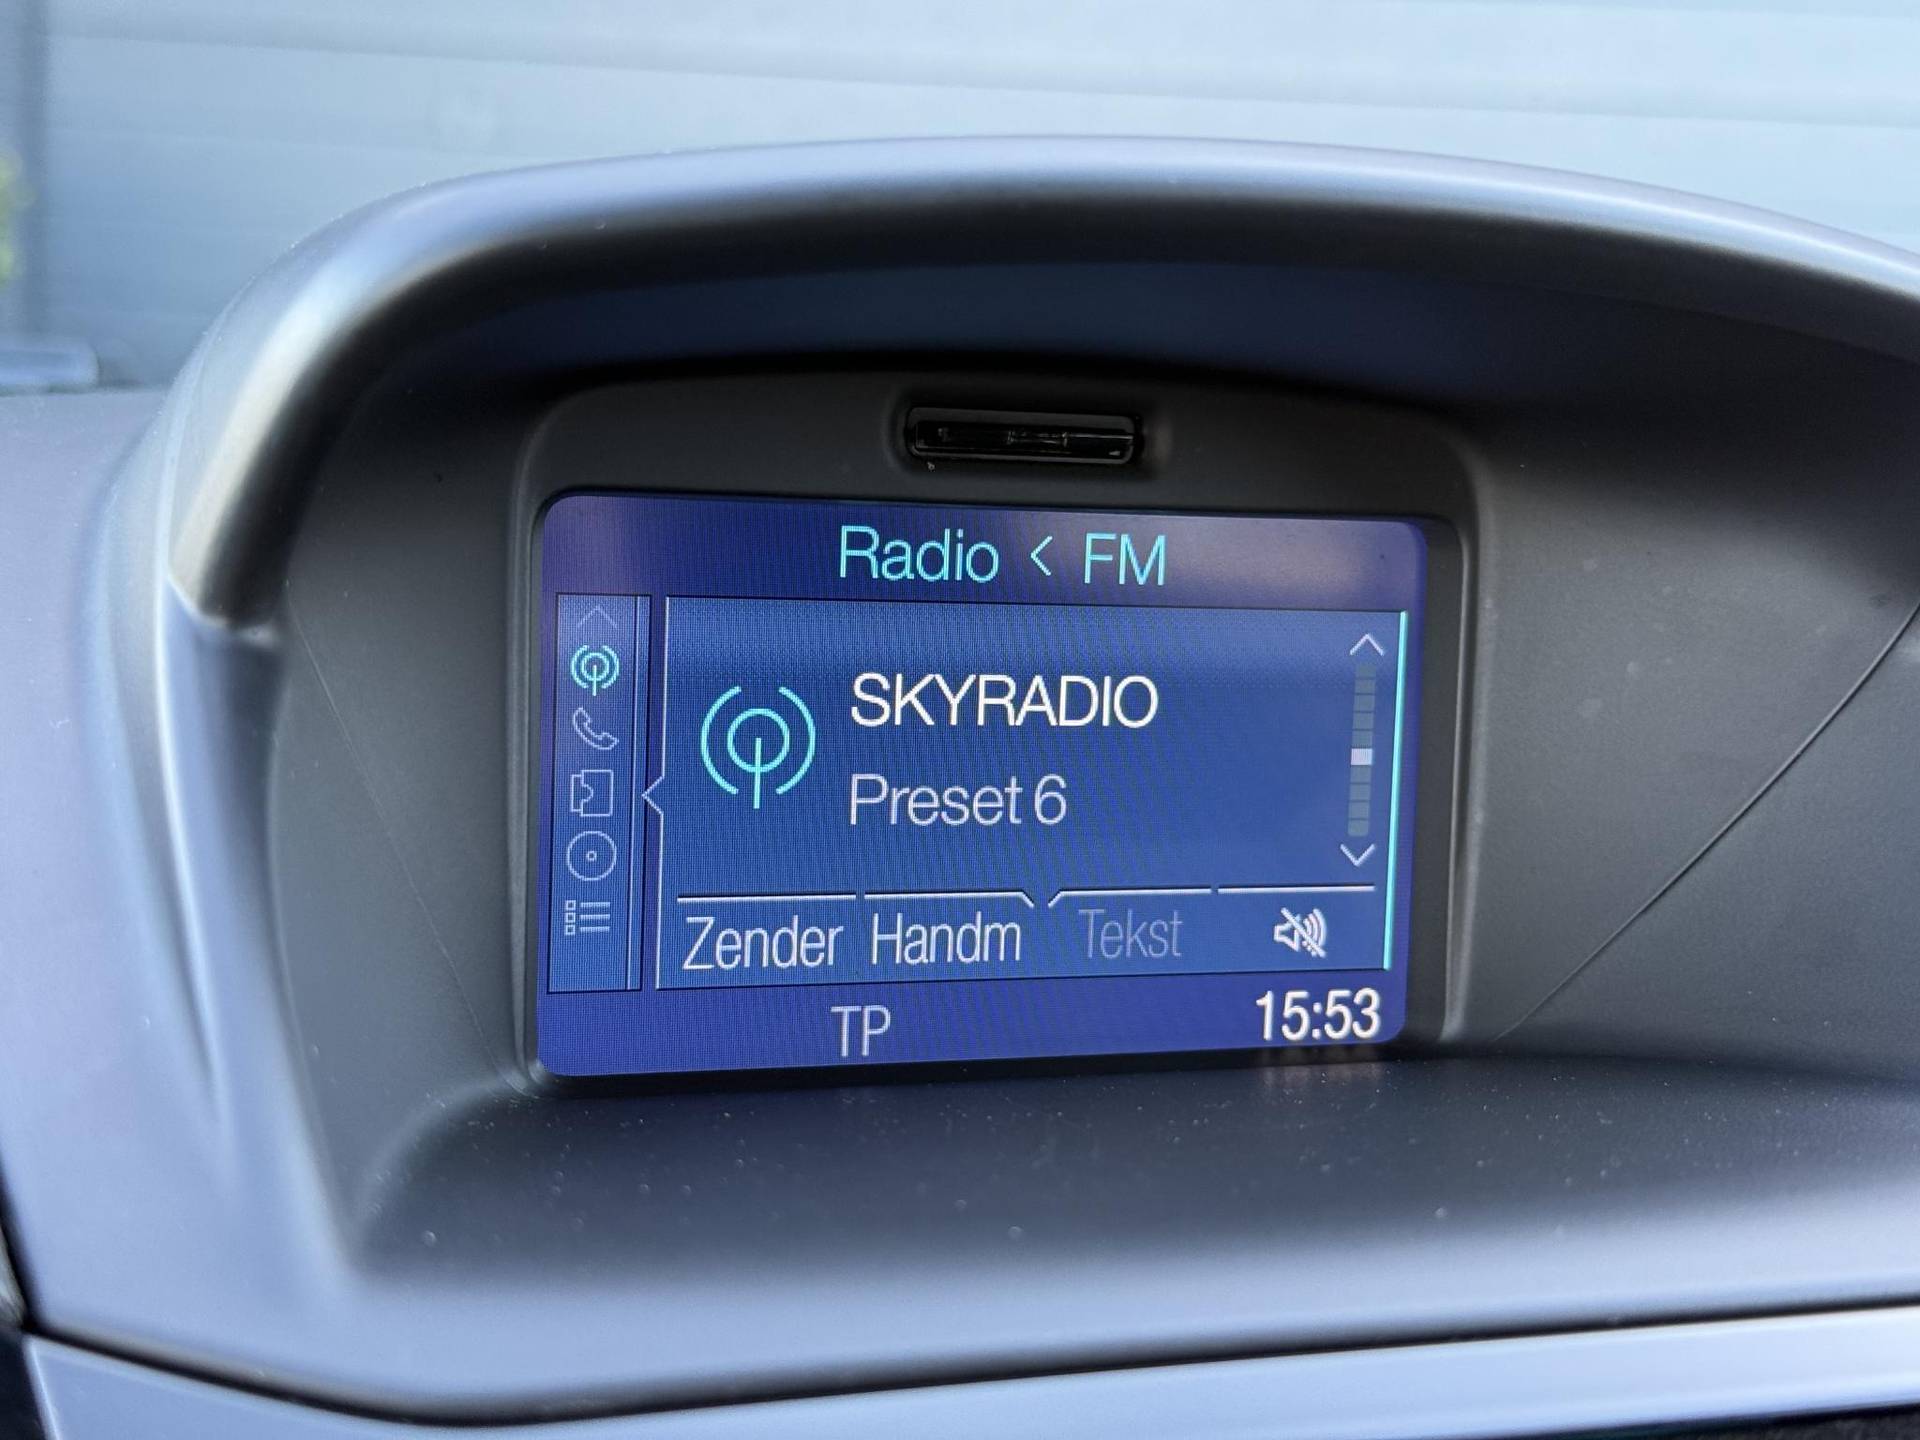 Radio < FM
SKYRADIO
Preset 6
Zender Handm Tekst
TP 15:53